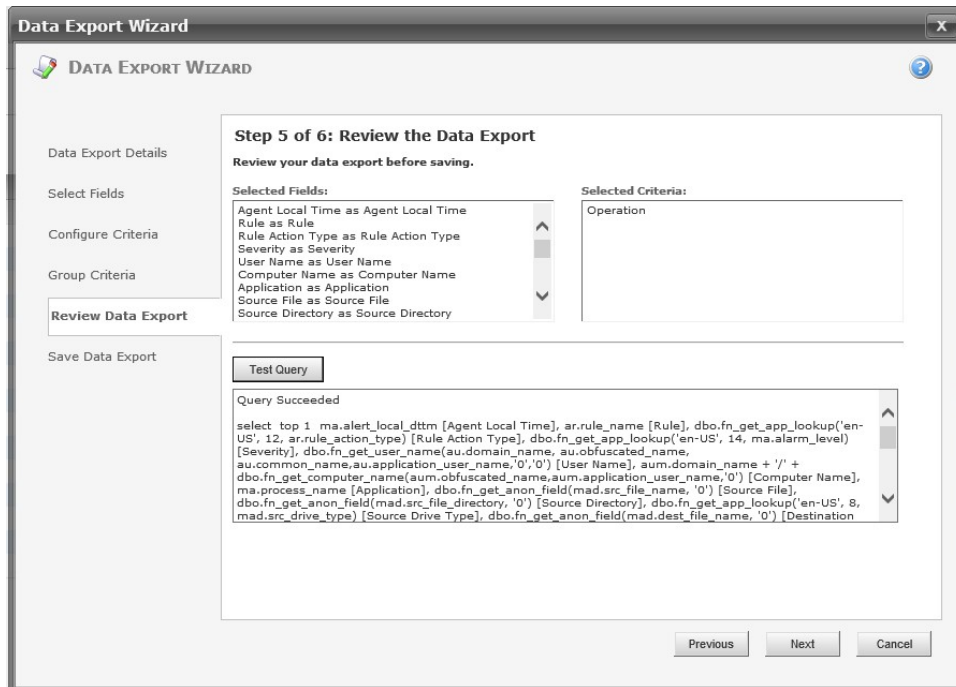 Data Export Wizard
X
DATA EXPORT WIZARD
?
Data Export Details
Select Fields
Configure Criteria
Group Criteria
Review Data Export
Save Data Export
Step 5 of 6: Review the Data Export
Review your data export before saving.
Selected Fields:
Agent Local Time as Agent Local Time
Rule as Rule
Rule Action Type as Rule Action Type
Severity as Severity
User Name as User Name
Computer Name as Computer Name
Application as Application
Source File as Source File
Source Directory as Source Directory
Selected Criteria:
Operation
Test Query
Query Succeeded
select top 1 ma.alert_local_dttm [Agent Local Time], ar.rule_name [Rule], dbo.fn_get_app_lookup('en-
US', 12, ar.rule_action_type) [Rule Action Type], dbo.fn_get_app_lookup('en-US', 14, ma.alarm_level)
[Severity], dbo.fn_get_user_name(au.domain_name, au.obfuscated_name,
au.common_name,au.application_user_name,'0','0') [User Name], aum.domain_name + '/' +
dbo.fn_get_computer_name(aum.obfuscated_name,aum.application_user_name,'0') [Computer Name],
ma.process_name [Application], dbo.fn_get_anon_field(mad.src_file_name, '0') [Source File],
dbo.fn_get_anon_field(mad.src_file_directory, '0') [Source Directory], dbo.fn_get_app_lookup('en-US', 8,
mad.src_drive_type) [Source Drive Type], dbo.fn_get_anon_field(mad.dest_file_name, '0') [Destination
Previous
Next
Cancel